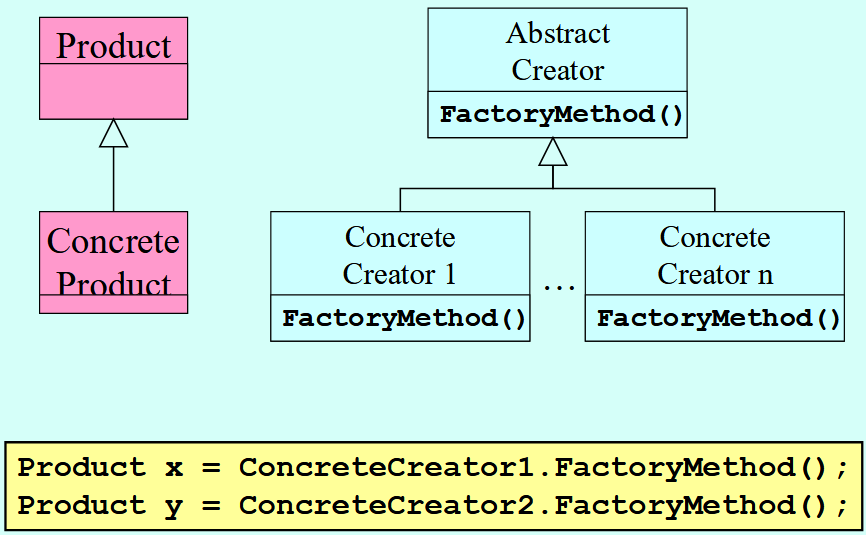 Product
Concrete
Product
Abstract
Creator
FactoryMethod()
Concrete
Creator 1
FactoryMethod()
...
Concrete
Creator n
FactoryMethod()
Product x = ConcreteCreator1.FactoryMethod();
Product y = ConcreteCreator2.FactoryMethod();